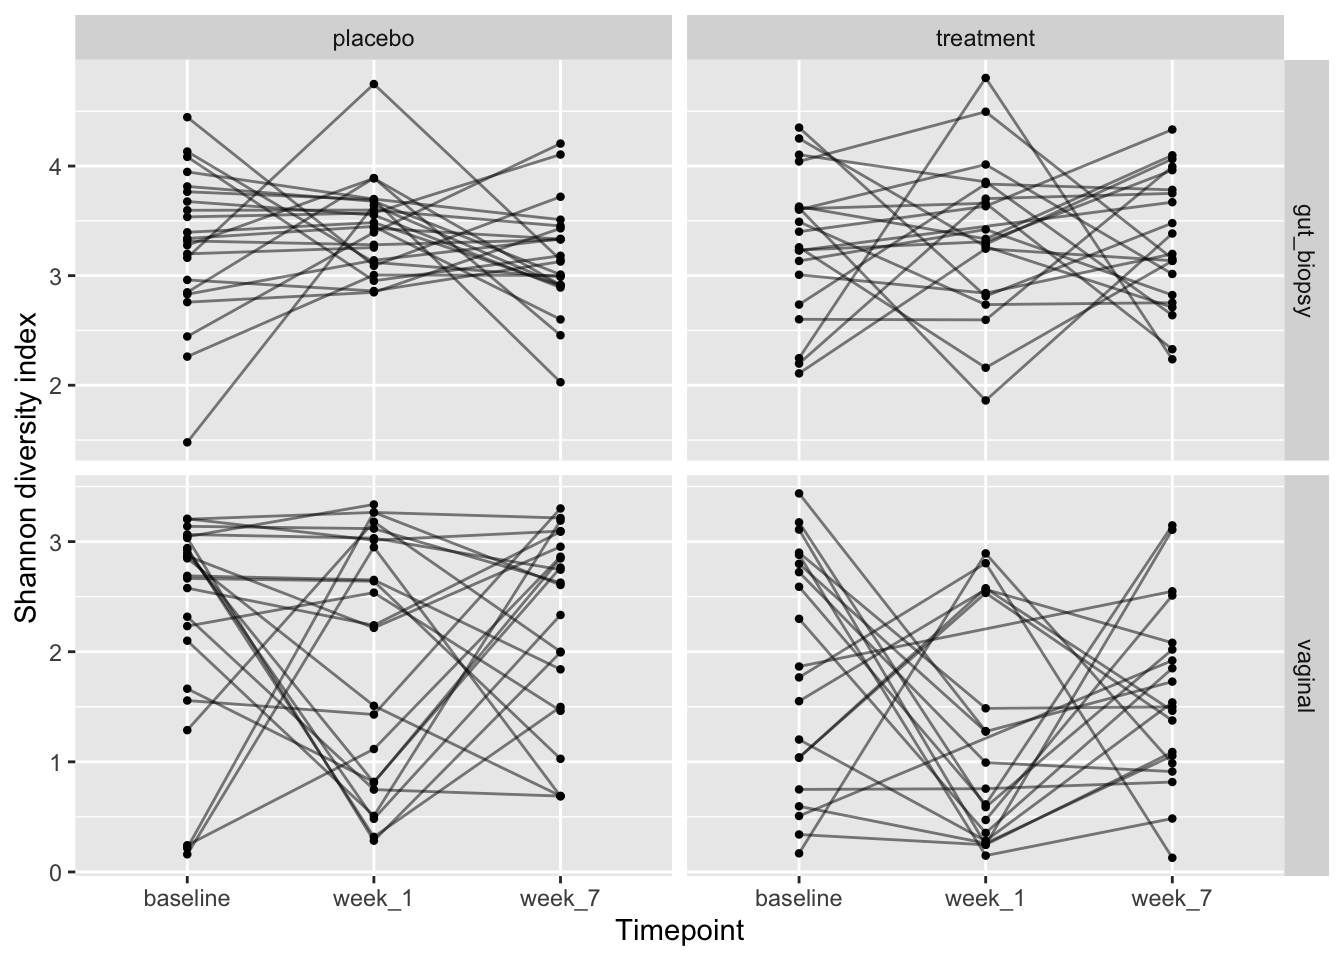 placebo
treatment
Shannon diversity index
4
3
2
gut_biopsy
3
2
1
0
vaginal
baseline
week_1
week_7
baseline
week_1
week_7
Timepoint